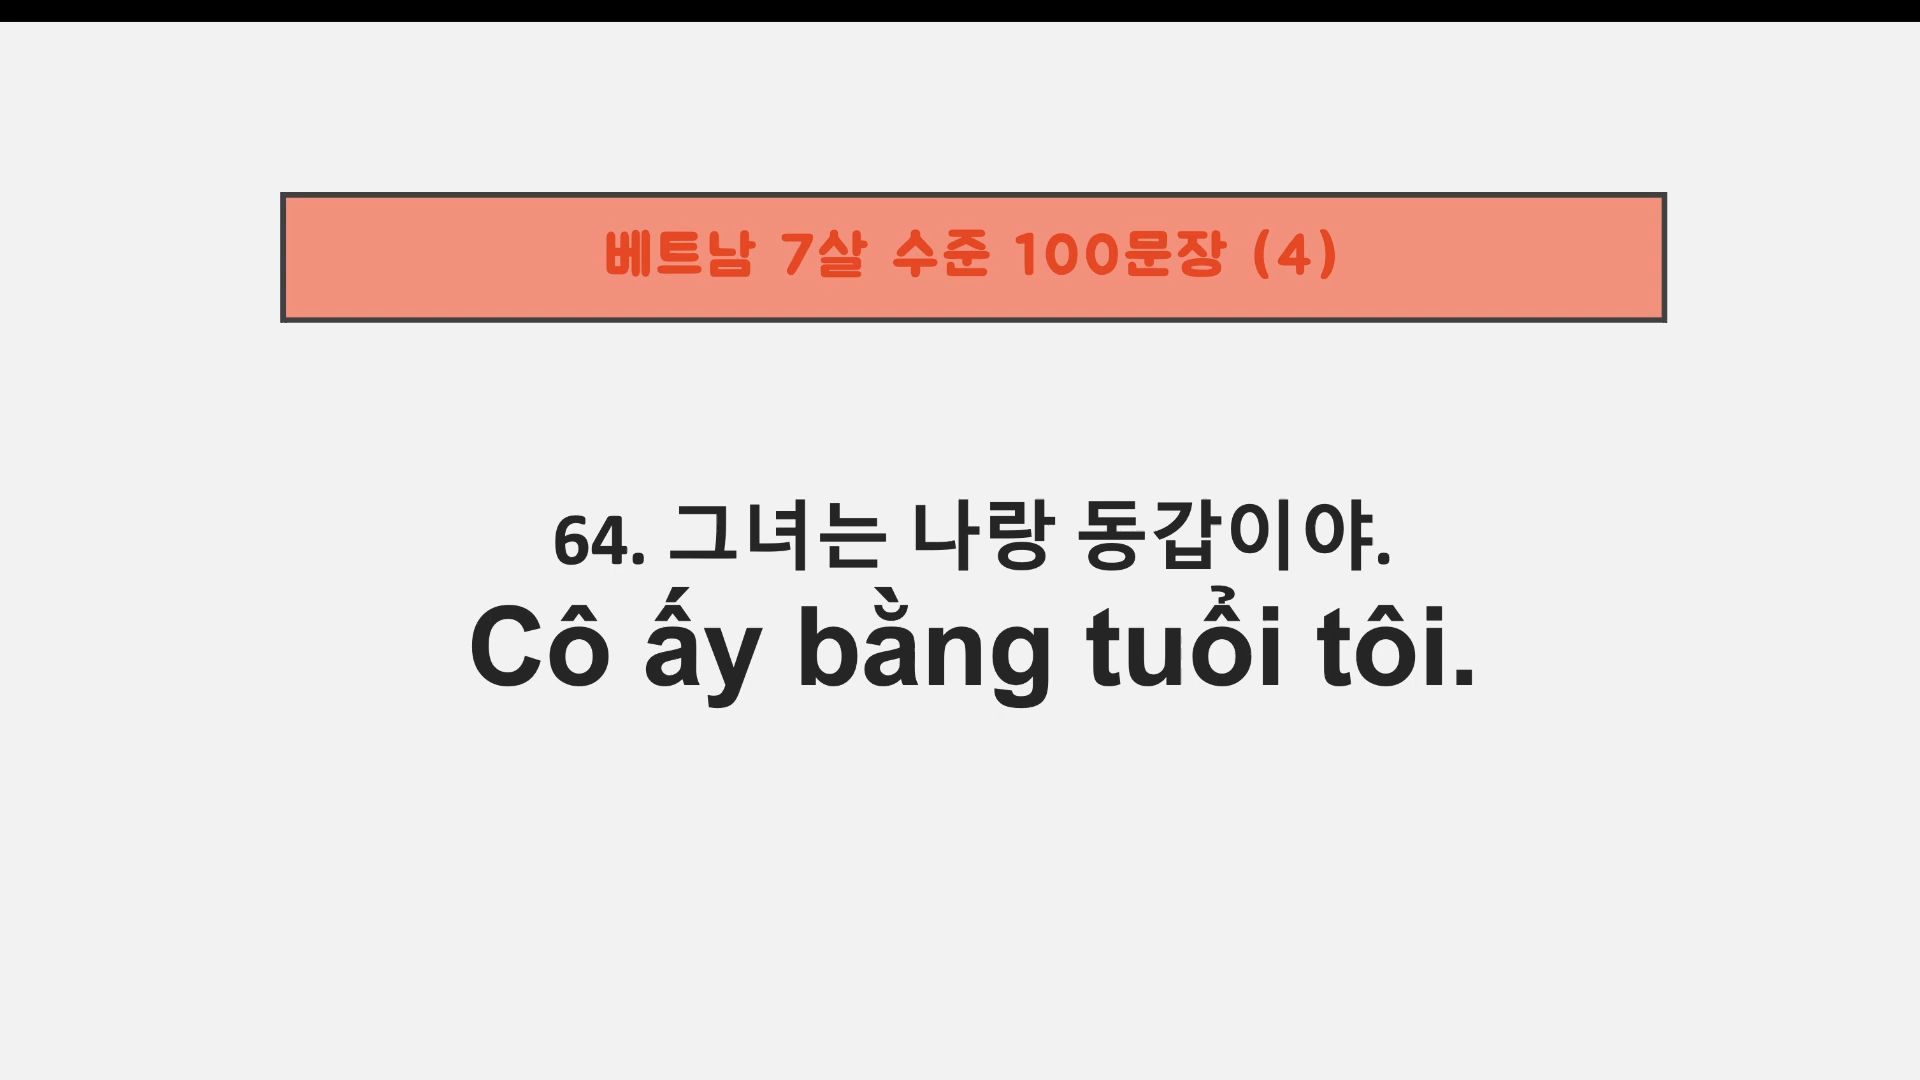 베트남 7살 수준 100문장 (4)
64. 그녀는 나랑 동갑이야.
Cô ấy bằng tuổi tôi.